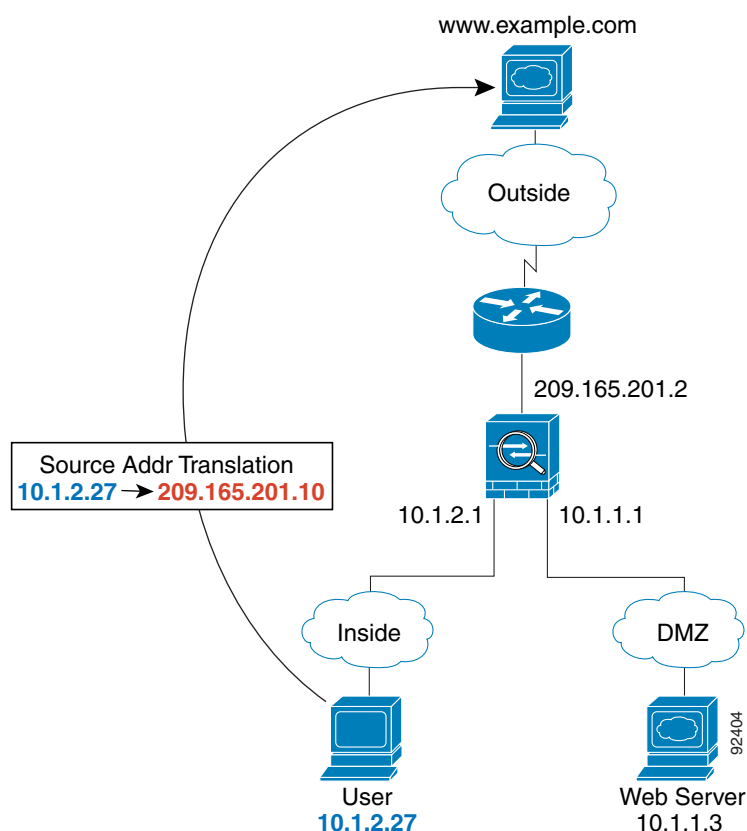 www.example.com
Outside
209.165.201.2
Source Addr Translation
10.1.2.27 → 209.165.201.10
10.1.2.1
10.1.1.1
Inside
DMZ
User
10.1.2.27
Web Server
10.1.1.3
92404